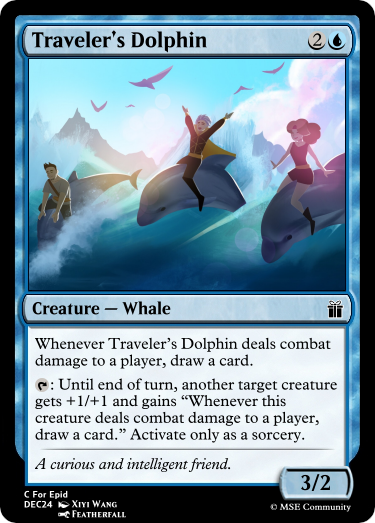 Traveler's Dolphin 2
Creature — Whale
Whenever Traveler's Dolphin deals combat
damage to a player, draw a card.
: Until end of turn, another target creature
gets +1/+1 and gains “Whenever this
creature deals combat damage to a player,
draw a card.” Activate only as a sorcery.
A curious and intelligent friend.
3/2
C For Epid
DEC24 Xiyi Wang
Featherfall
© MSE Community